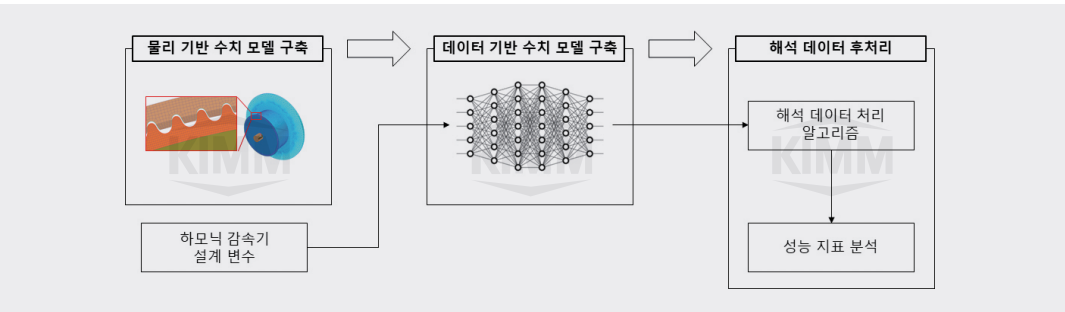 물리 기반 수치 모델 구축
데이터 기반 수치 모델 구축
해석 데이터 후처리
KIMM
KIMM
KIMM
하모닉 감속기
설계 변수
해석 데이터 처리
알고리즘
성능 지표 분석